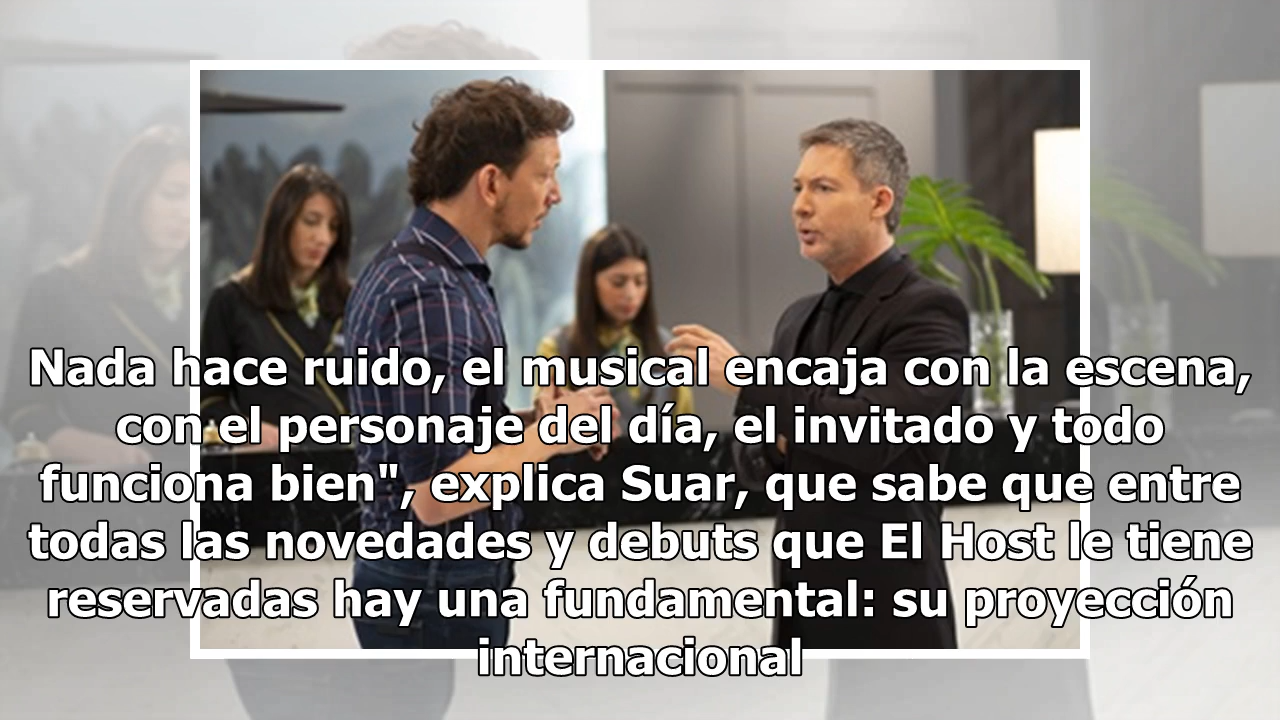 Nada hace ruido, el musical encaja con la escena,
con el personaje del día, el invitado y todo
funciona bien", explica Suar, que sabe que entre
todas las novedades y debuts que El Host le tiene
reservadas hay una fundamental: su proyección
internacional